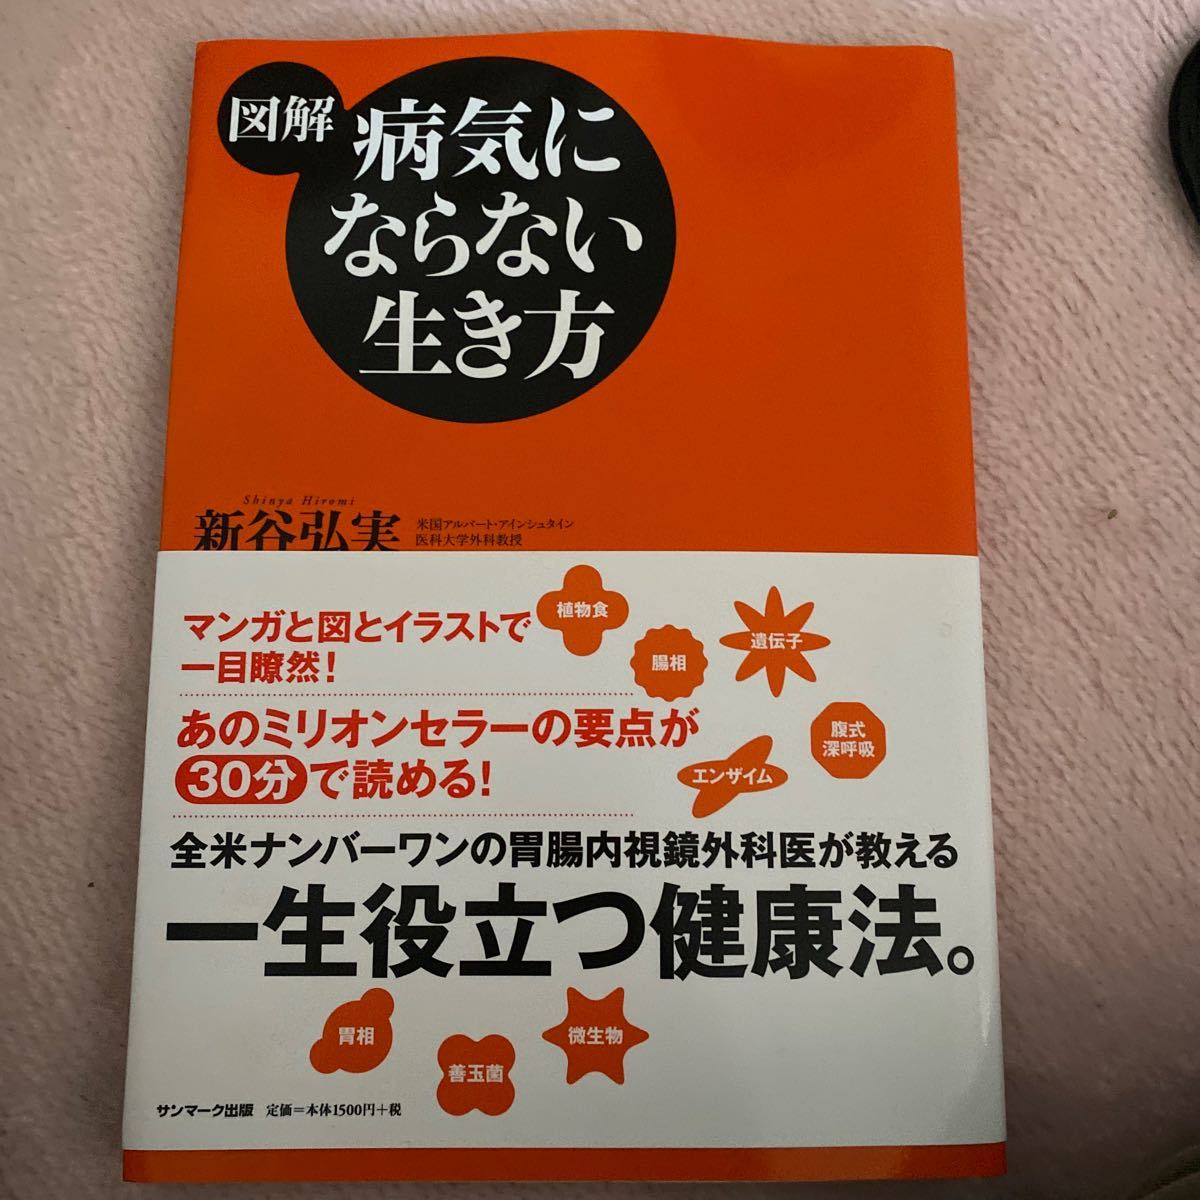 図解
病気に
ならない
生き方
Shinya Hiromi
新谷弘実
米国アルバート・アインシュタイン
医科大学外科教授
マンガと図とイラストで
一目瞭然!
植物食
腸相
遺伝子
あのミリオンセラーの要点が
30分で読める!
腹式
深呼吸
エンザイム
全米ナンバーワンの胃腸内視鏡外科医が教える
一生役立つ健康法。
胃相
善玉菌
微生物
サンマーク出版 定価=本体1500円+税